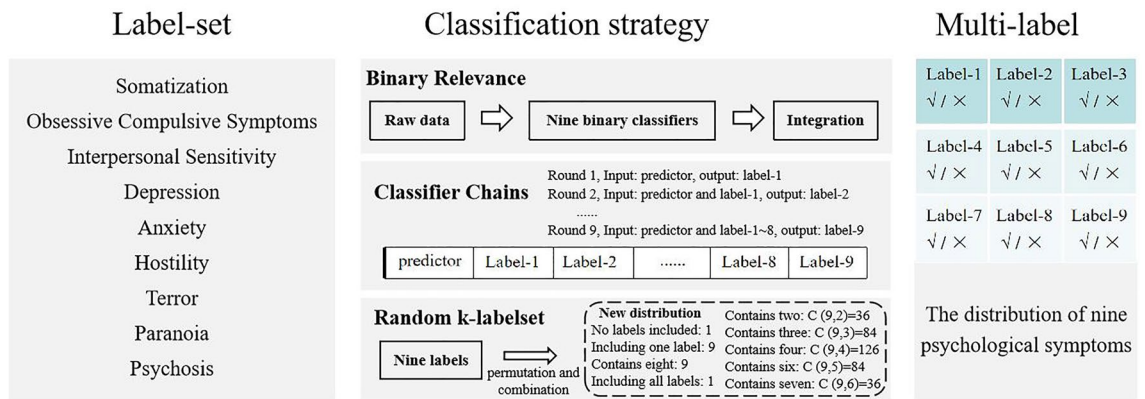 Label-set
Somatization
Obsessive Compulsive Symptoms
Interpersonal Sensitivity
Depression
Anxiety
Hostility
Terror
Paranoia
Psychosis
Classification strategy
Binary Relevance
Raw data
Nine binary classifiers
Integration
Classifier Chains
Round 1, Input: predictor, output: label-1
Round 2, Input: predictor and label-1, output: label-2
......
Round 9, Input: predictor and label-1~8, output: label-9
predictor Label-1 Label-2 ...... Label-8 Label-9
Random k-labelset
Nine labels
permutation and
combination
New distribution
No labels included: 1
Including one label: 9
Contains eight: 9
Including all labels: 1
Contains two: C (9,2)=36
Contains three: C (9,3)=84
Contains four: C (9,4)=126
Contains six: C (9,5)=84
Contains seven: C (9,6)=36
Multi-label
Label-1 Label-2 Label-3
√ / × √ / × √ / ×
Label-4 Label-5 Label-6
√ / × √ / × √ / ×
Label-7 Label-8 Label-9
√ / × √ / × √ / ×
The distribution of nine
psychological symptoms